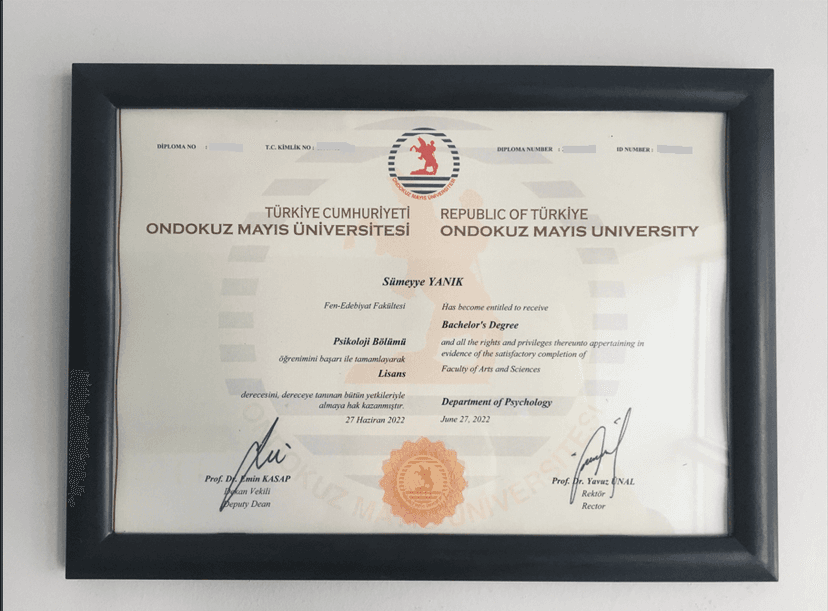 DİPLOMA NO :
T.C. KİMLİK NO :
DIPLOMA NUMBER :
ID NUMBER :
ONDOKUZ MAYIS ÜNİVERSİTESİ
TÜRKİYE CUMHURİYETİ
ONDOKUZ MAYIS ÜNİVERSİTESİ
REPUBLIC OF TÜRKİYE
ONDOKUZ MAYIS UNIVERSITY
Sümeyye YANIK
Fen-Edebiyat Fakültesi
Psikoloji Bölümü
öğrenimini başarı ile tamamlayarak
Lisans
derecesini, dereceye tanınan bütün yetkileriyle
almaya hak kazanmıştır.
27 Haziran 2022
Has become entitled to receive
Bachelor's Degree
and all the rights and privileges thereunto appertaining in
evidence of the satisfactory completion of
Faculty of Arts and Sciences
Department of Psychology
June 27, 2022
Prof. Dr. Emin KASAP
Dekan Vekili
Deputy Dean
Prof. Dr. Yavuz ÜNAL
Rektör
Rector
ONDOKUZ MAYIS ÜNİVERSİTESİ